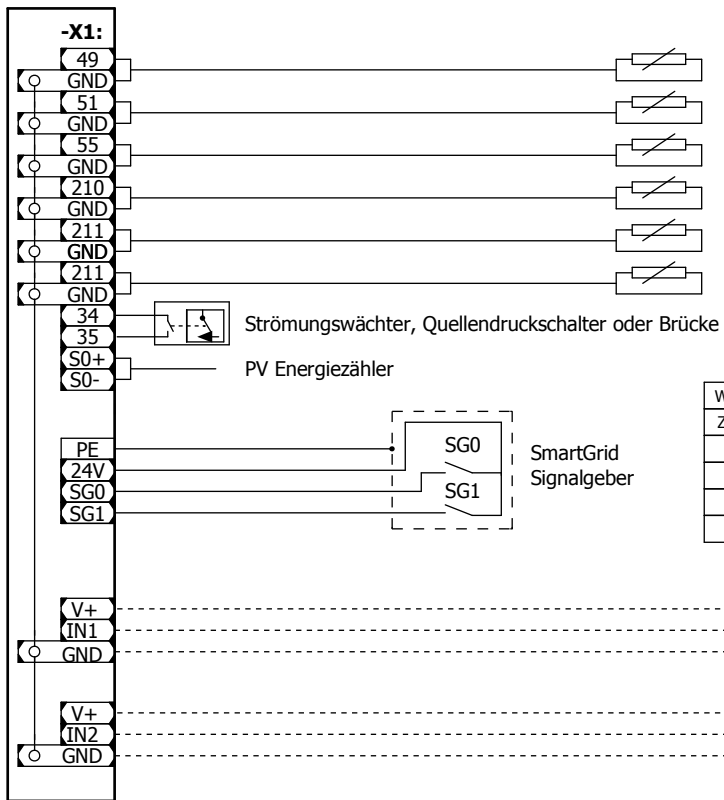 -X1:
49
GND
51
GND
55
GND
210
GND
211
GND
211
GND
34
35
Strömungswächter, Quellendruckschalter oder Brücke
S0+
S0-
PV Energiezähler
PE
24V
SG0
SG1
SG0
SG1
SmartGrid
Signalgeber
W
Z
V+
IN1
GND
V+
IN2
GND